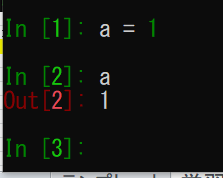 In [1]: a = 1
In [2]: a
Out[2]: 1
In [3]: